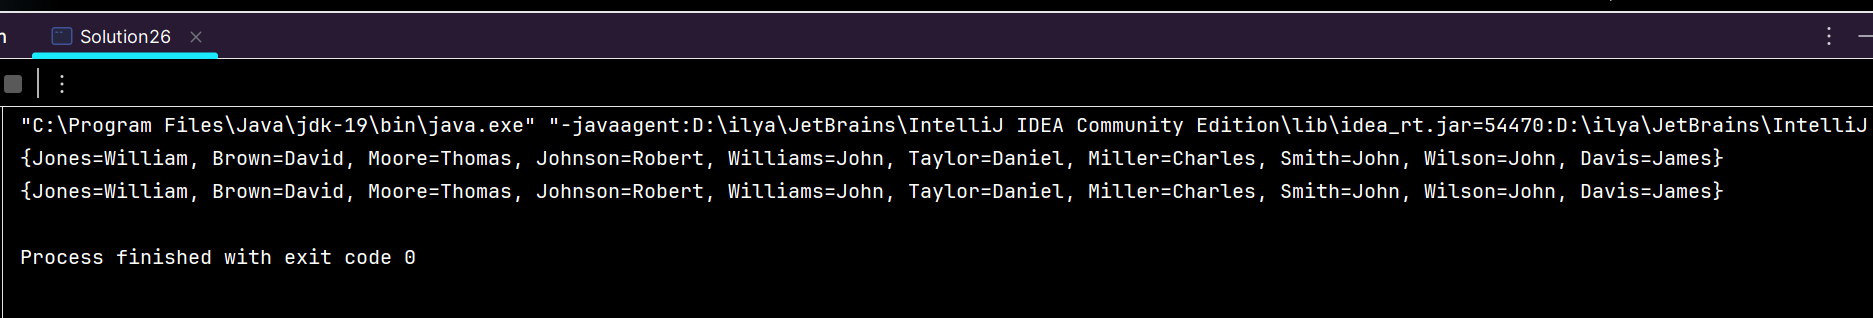 n Solution26
"C:\Program Files\Java\jdk-19\bin\java.exe" "-javaagent:D:\ilya\JetBrains\IntelliJ IDEA Community Edition\lib\idea_rt.jar=54470:D:\ilya\JetBrains\IntelliJ
{Jones=William, Brown=David, Moore=Thomas, Johnson=Robert, Williams=John, Taylor=Daniel, Miller=Charles, Smith=John, Wilson=John, Davis=James}
{Jones=William, Brown=David, Moore=Thomas, Johnson=Robert, Williams=John, Taylor=Daniel, Miller=Charles, Smith=John, Wilson=John, Davis=James}
Process finished with exit code 0